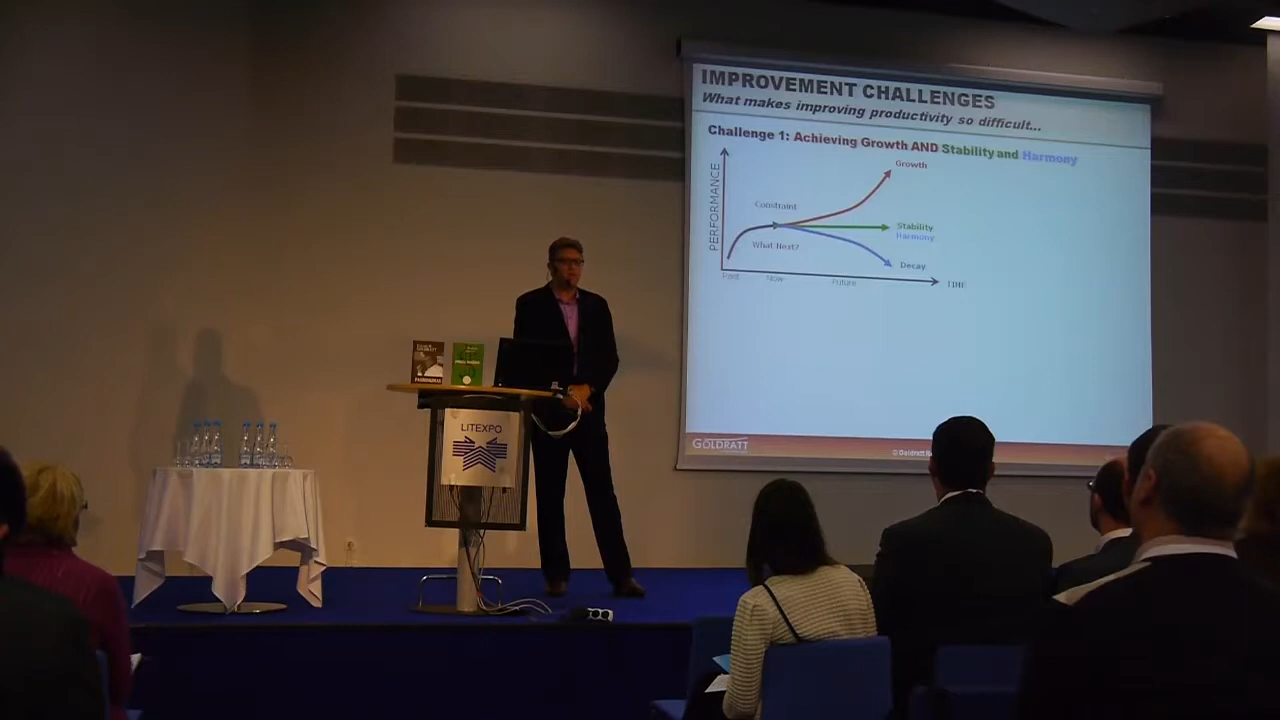 IMPROVEMENT CHALLENGES
What makes improving productivity so difficult...
Challenge 1: Achieving Growth AND Stability and Harmony
PERFORMANCE
Growth
Constraint
Stability
Harmony
What Next?
Decay
Past
Now
Future
TIME
GOLDRATT
© Goldratt
LITEXPO